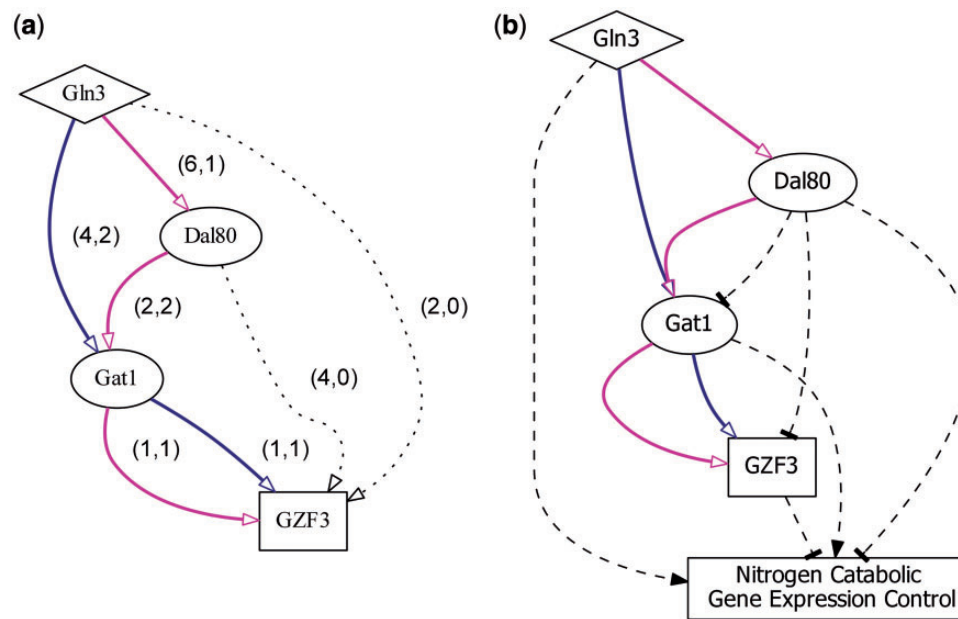 (a)
Gln3
(6,1)
Dal80
(4,2)
(2,2)
(2,0)
Gat1
(4,0)
(1,1)
(1,1)
GZF3
(b)
Gln3
Dal80
Gat1
GZF3
Nitrogen Catabolic
Gene Expression Control